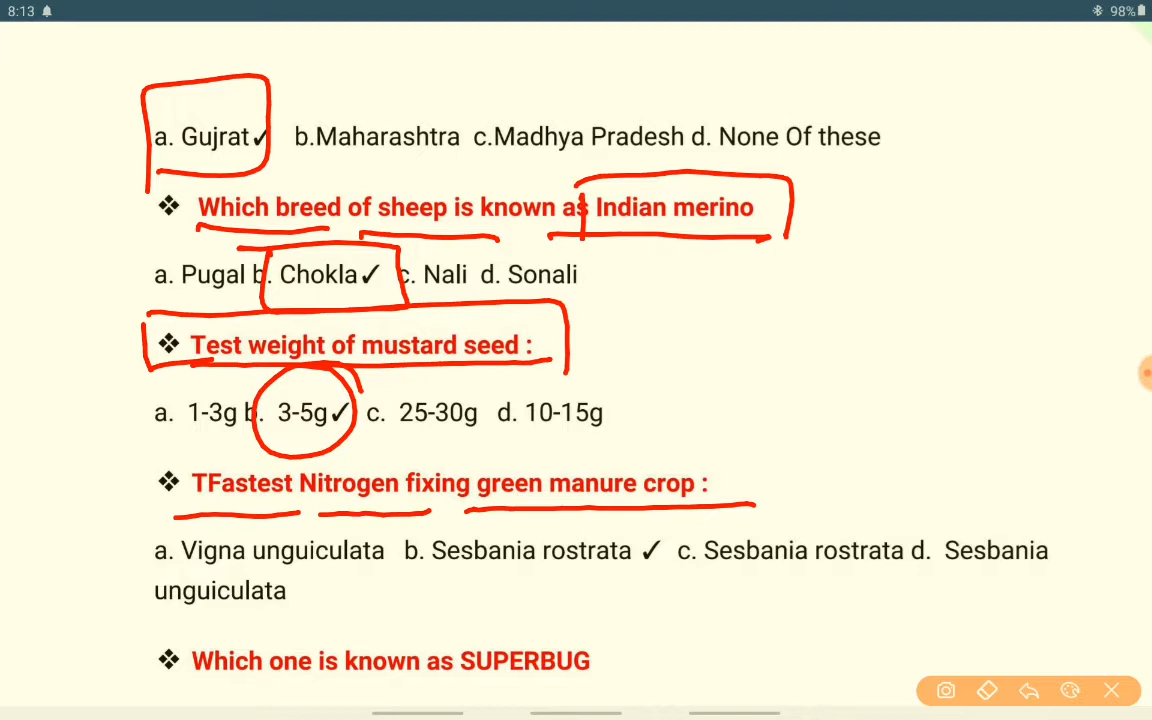 8:13 98%
a. Gujrat✓ b.Maharashtra c.Madhya Pradesh d. None Of these
❖ Which breed of sheep is known as Indian merino
a. Pugal b. Chokla✓ c. Nali d. Sonali
❖ Test weight of mustard seed :
a. 1-3g b. 3-5g✓ c. 25-30g d. 10-15g
❖ TFastest Nitrogen fixing green manure crop :
a. Vigna unguiculata b. Sesbania rostrata ✓ c. Sesbania rostrata d. Sesbania
unguiculata
❖ Which one is known as SUPERBUG